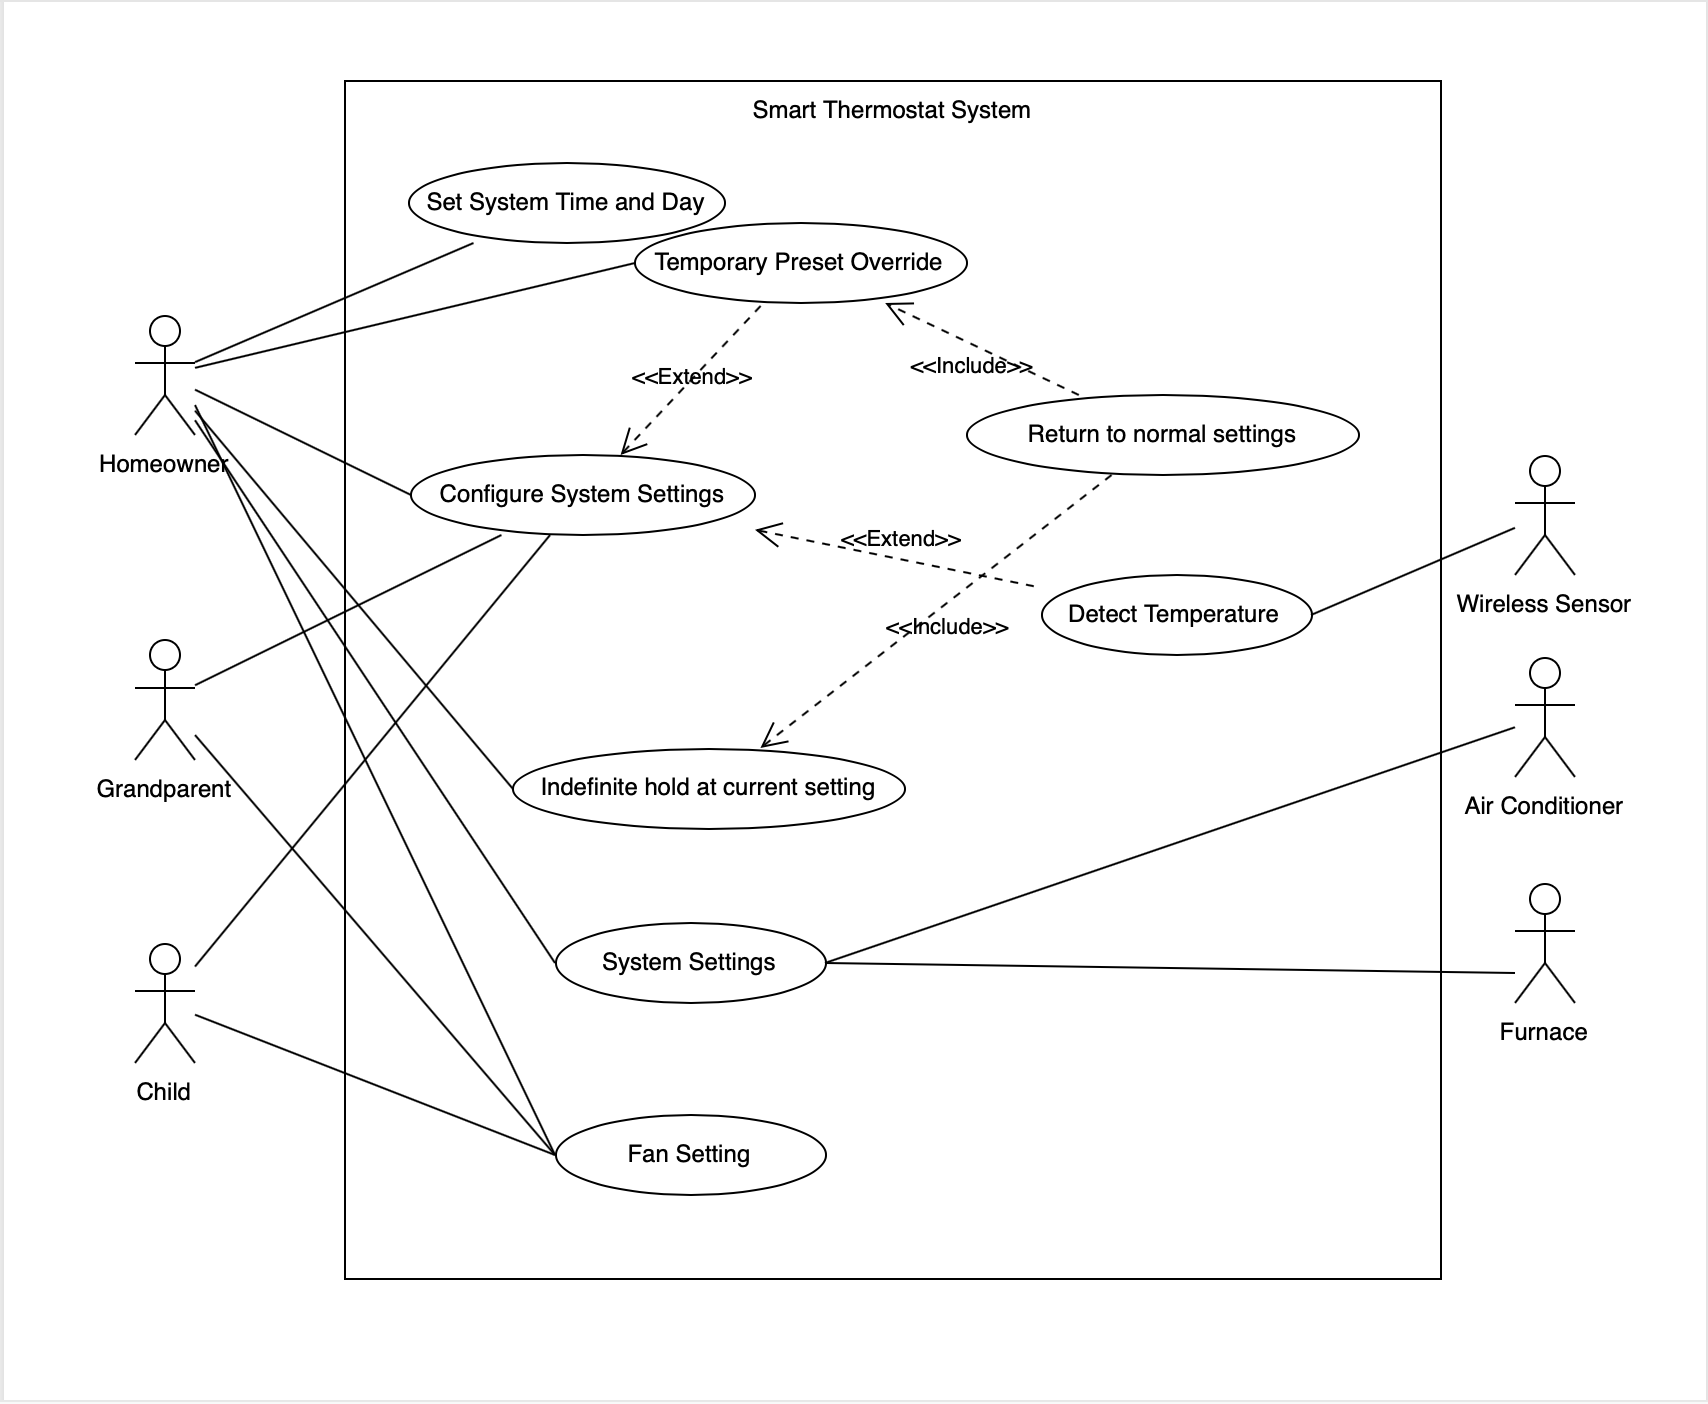 Smart Thermostat System
Set System Time and Day
Temporary Preset Override
<<Extend>>
<<Include>>
Return to normal settings
Homeowner
Configure System Settings
<<Extend>>
Wireless Sensor
Detect Temperature
<<Include>>
Grandparent
Indefinite hold at current setting
Air Conditioner
System Settings
Furnace
Child
Fan Setting